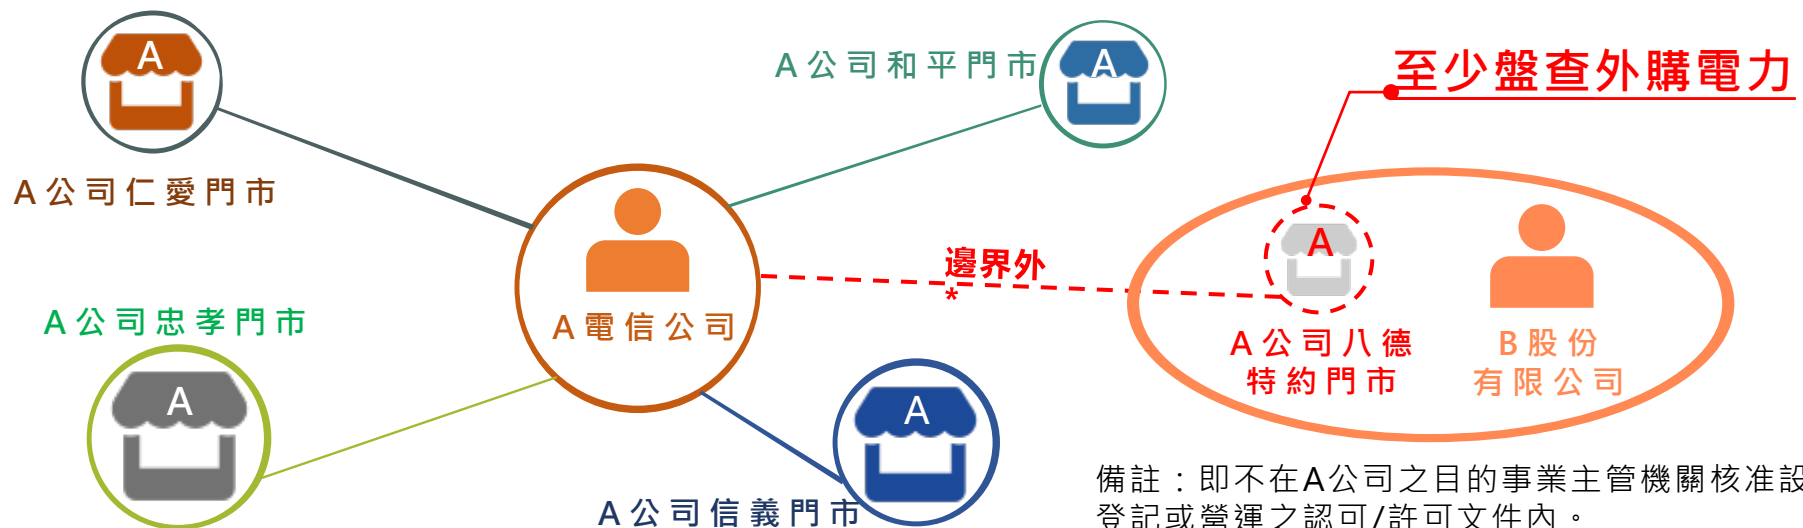 A
A公司仁愛門市
A公司和平門市
A
至少盤查外購電力
A電信公司
邊界外
*
A
A公司八德
特約門市
B股份
有限公司
A公司忠孝門市
A
A
A公司信義門市
備註：即不在A公司之目的事業主管機關核准設
登記或營運之認可/許可文件內。